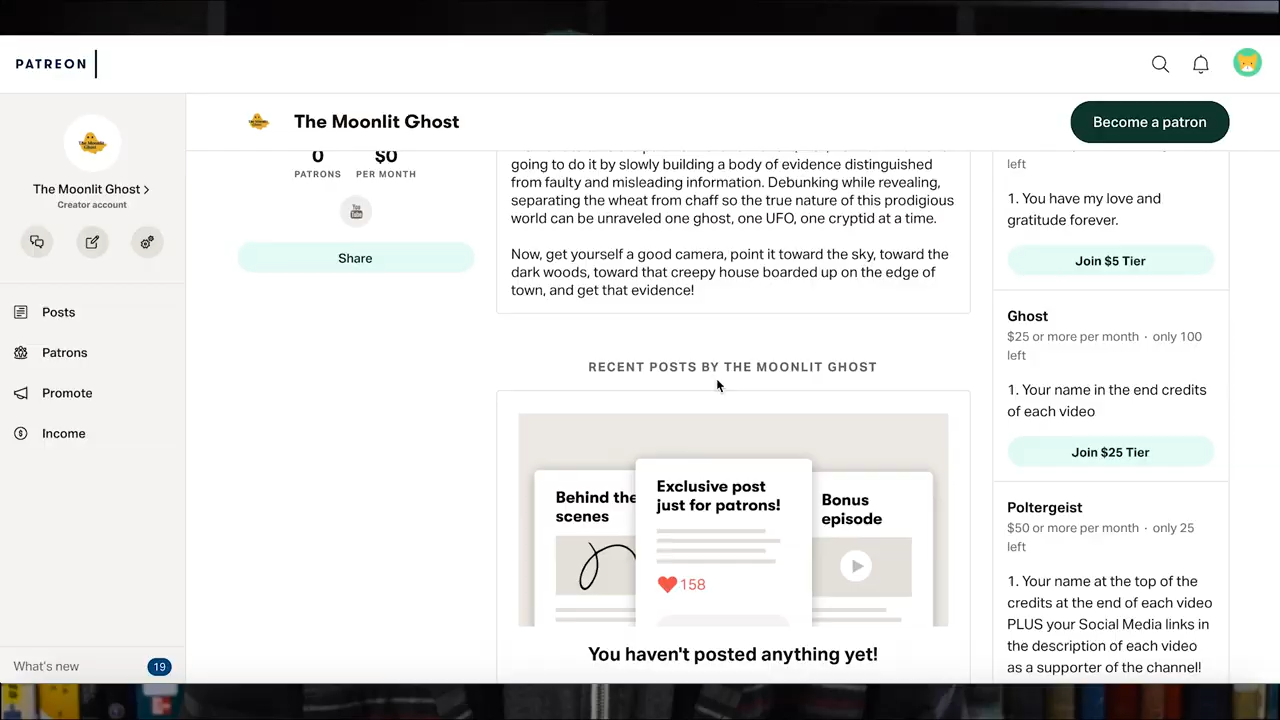 PATREON
The Moonlit Ghost
Creator account
Posts
Patrons
Promote
Income
What's new
19
The Moonlit Ghost
Become a patron
0
$0
PATRONS
PER MONTH
Share
going to do it by slowly building a body of evidence distinguished
from faulty and misleading information. Debunking while revealing,
separating the wheat from chaff so the true nature of this prodigious
world can be unraveled one ghost, one UFO, one cryptid at a time.
Now, get yourself a good camera, point it toward the sky, toward the
dark woods, toward that creepy house boarded up on the edge of
town, and get that evidence!
RECENT POSTS BY THE MOONLIT GHOST
Behind the
scenes
Exclusive post
just for patrons!
158
Bonus
episode
You haven't posted anything yet!
left
1. You have my love and
gratitude forever.
Join $5 Tier
Ghost
$25 or more per month · only 100
left
1. Your name in the end credits
of each video
Join $25 Tier
Poltergeist
$50 or more per month · only 25
left
1. Your name at the top of the
credits at the end of each video
PLUS your Social Media links in
the description of each video
as a supporter of the channel!